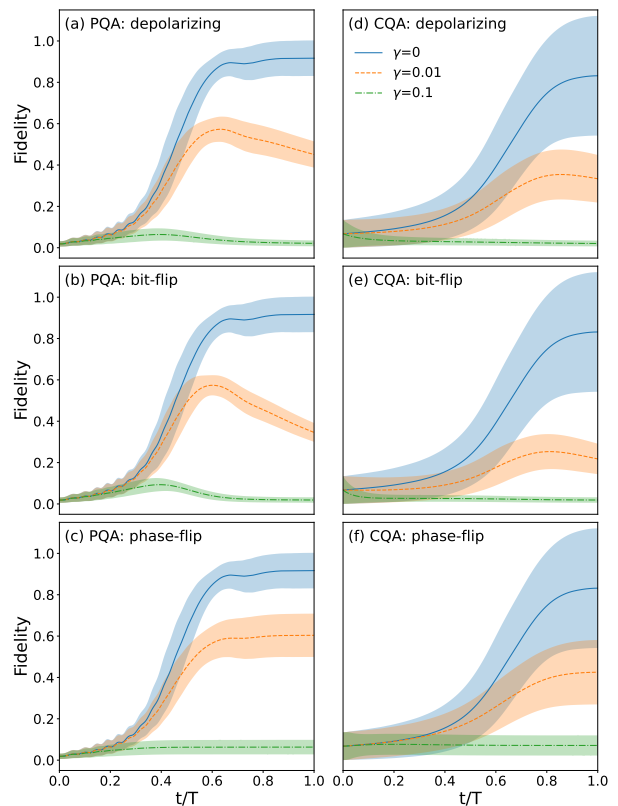 (a) PQA: depolarizing
(d) CQA: depolarizing
γ=0
γ=0.01
γ=0.1
Fidelity
1.0
0.8
0.6
0.4
0.2
0.0
(b) PQA: bit-flip
(e) CQA: bit-flip
Fidelity
1.0
0.8
0.6
0.4
0.2
0.0
(c) PQA: phase-flip
(f) CQA: phase-flip
Fidelity
1.0
0.8
0.6
0.4
0.2
0.0
0.0 0.2 0.4 0.6 0.8 1.0
0.0 0.2 0.4 0.6 0.8 1.0
t/T
t/T